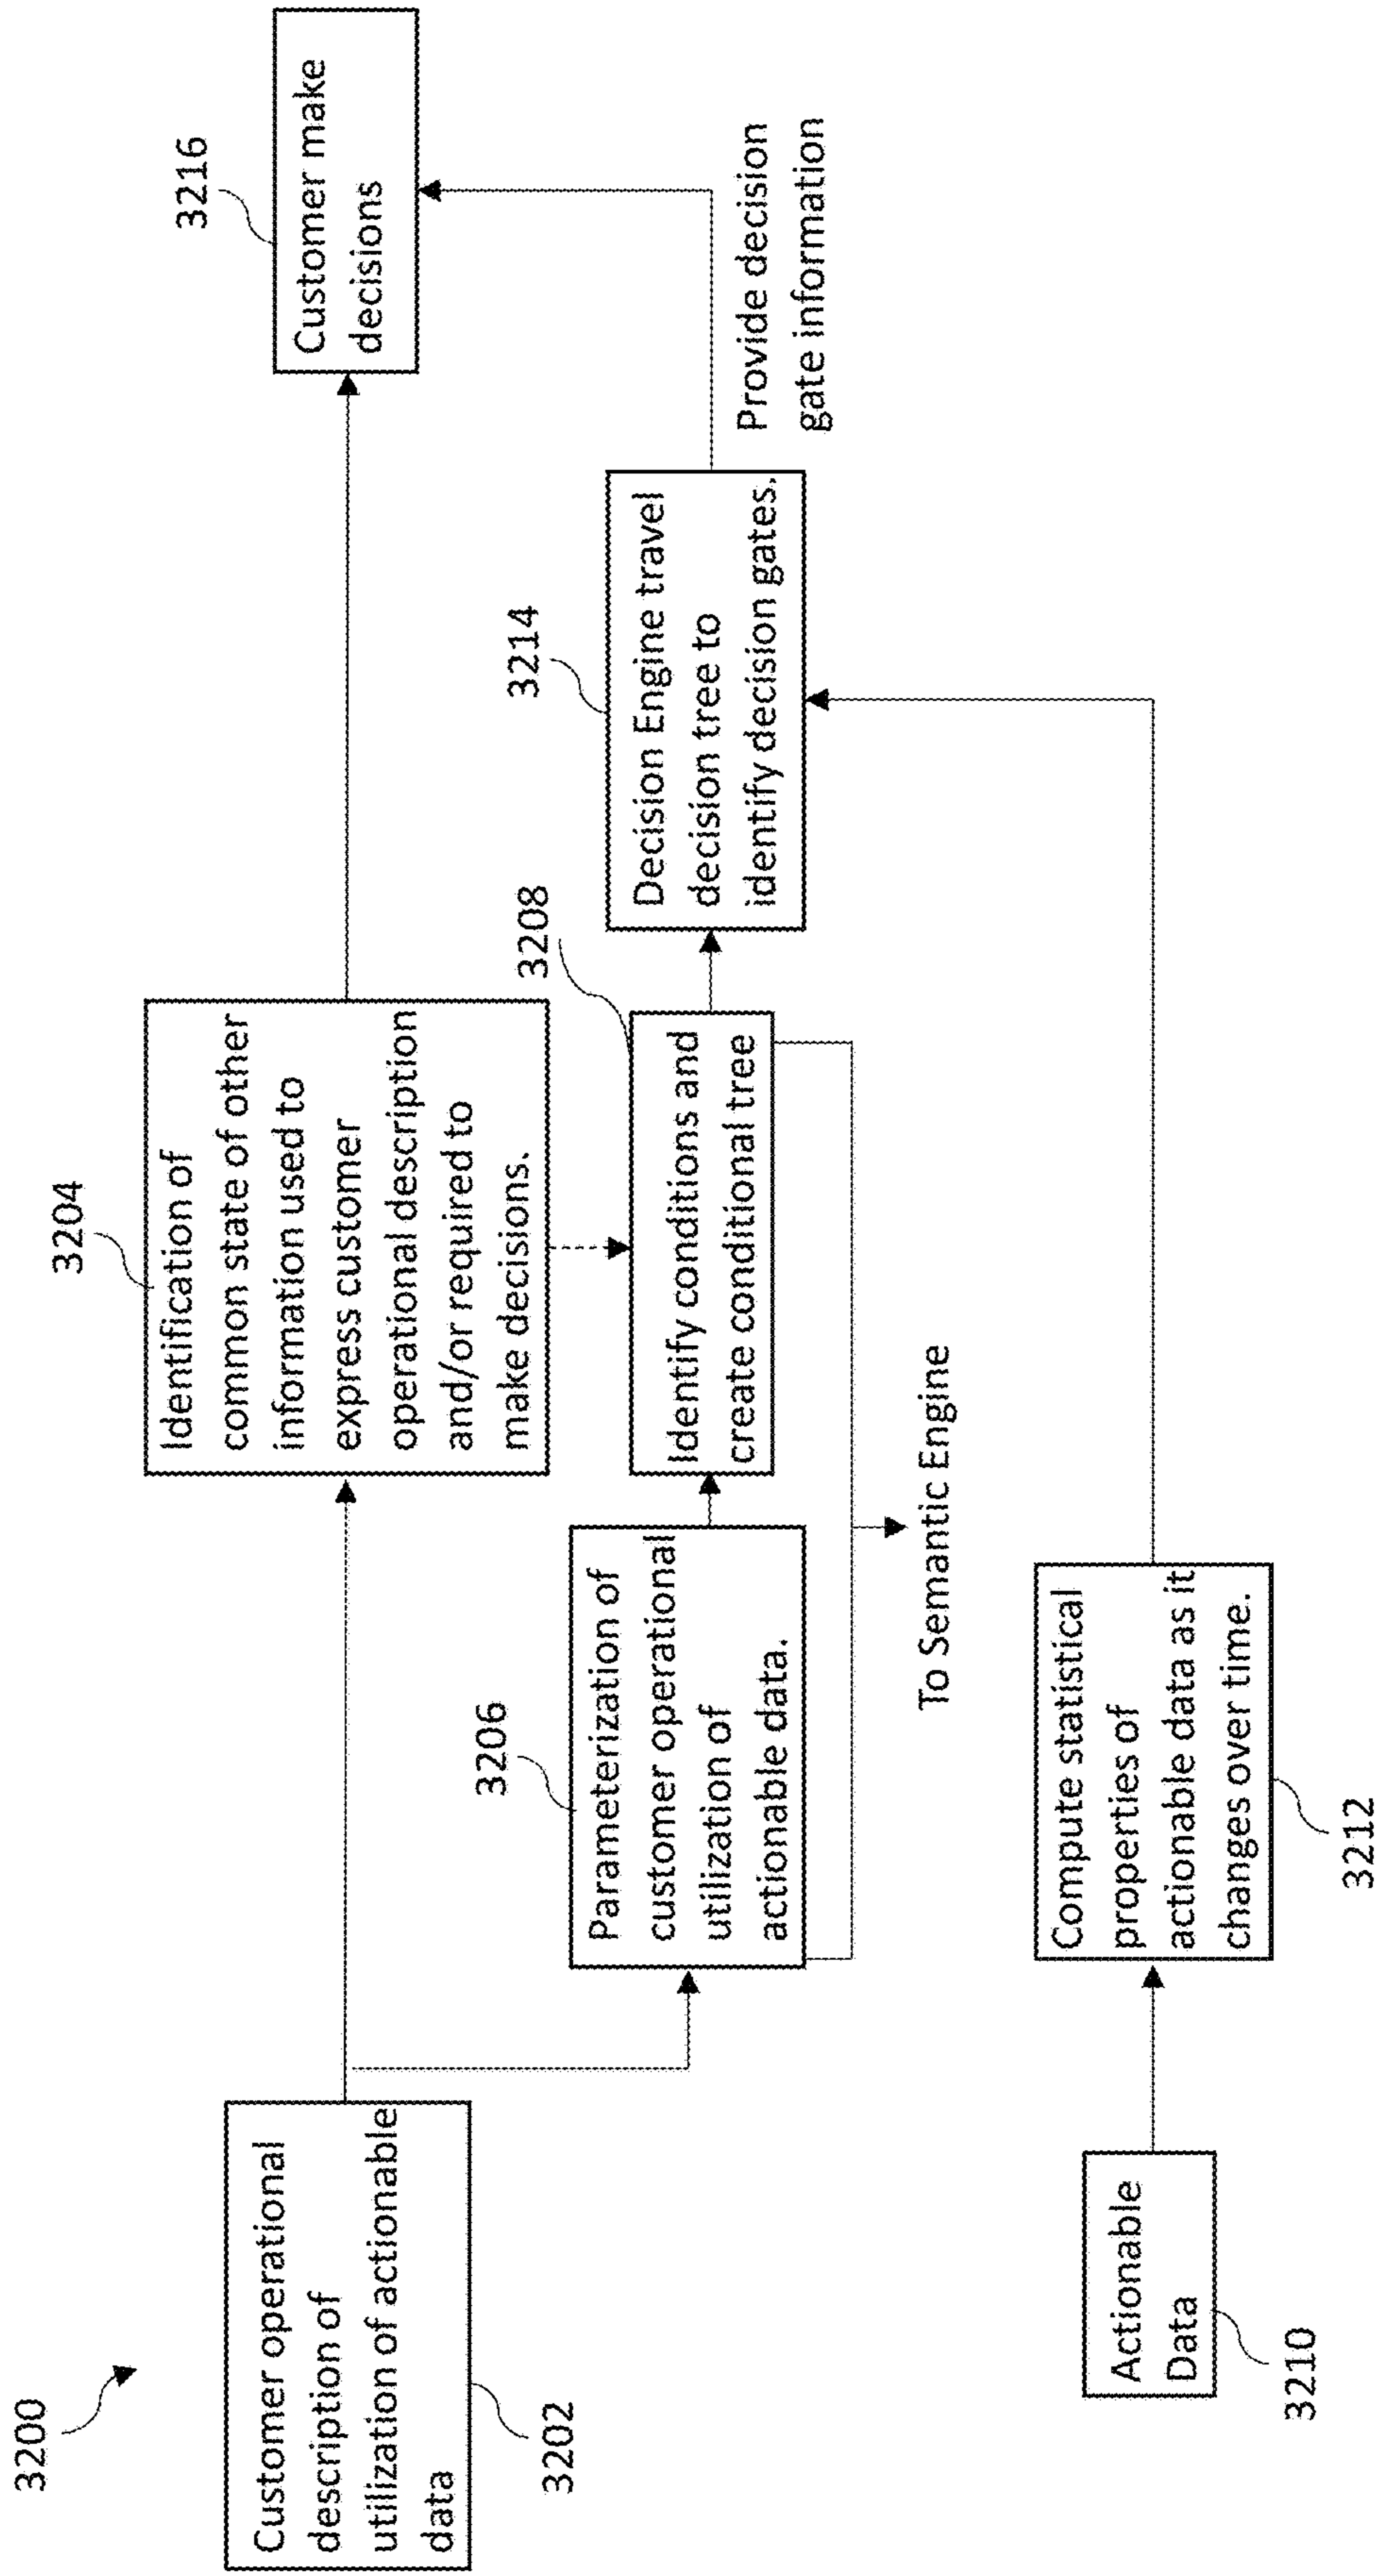 3200
Customer operational
description of
utilization of actionable
data
3202
3204
Identification of
common state of other
information used to
express customer
operational description
and/or required to
make decisions.
3216
Customer make
decisions
3206
Parameterization of
customer operational
utilization of
actionable data.
3208
Identify conditions and
create conditional tree
3214
Decision Engine travel
decision tree to
identify decision gates.
Provide decision
gate information
To Semantic Engine
Actionable
Data
3210
Compute statistical
properties of
actionable data as it
changes over time.
3212